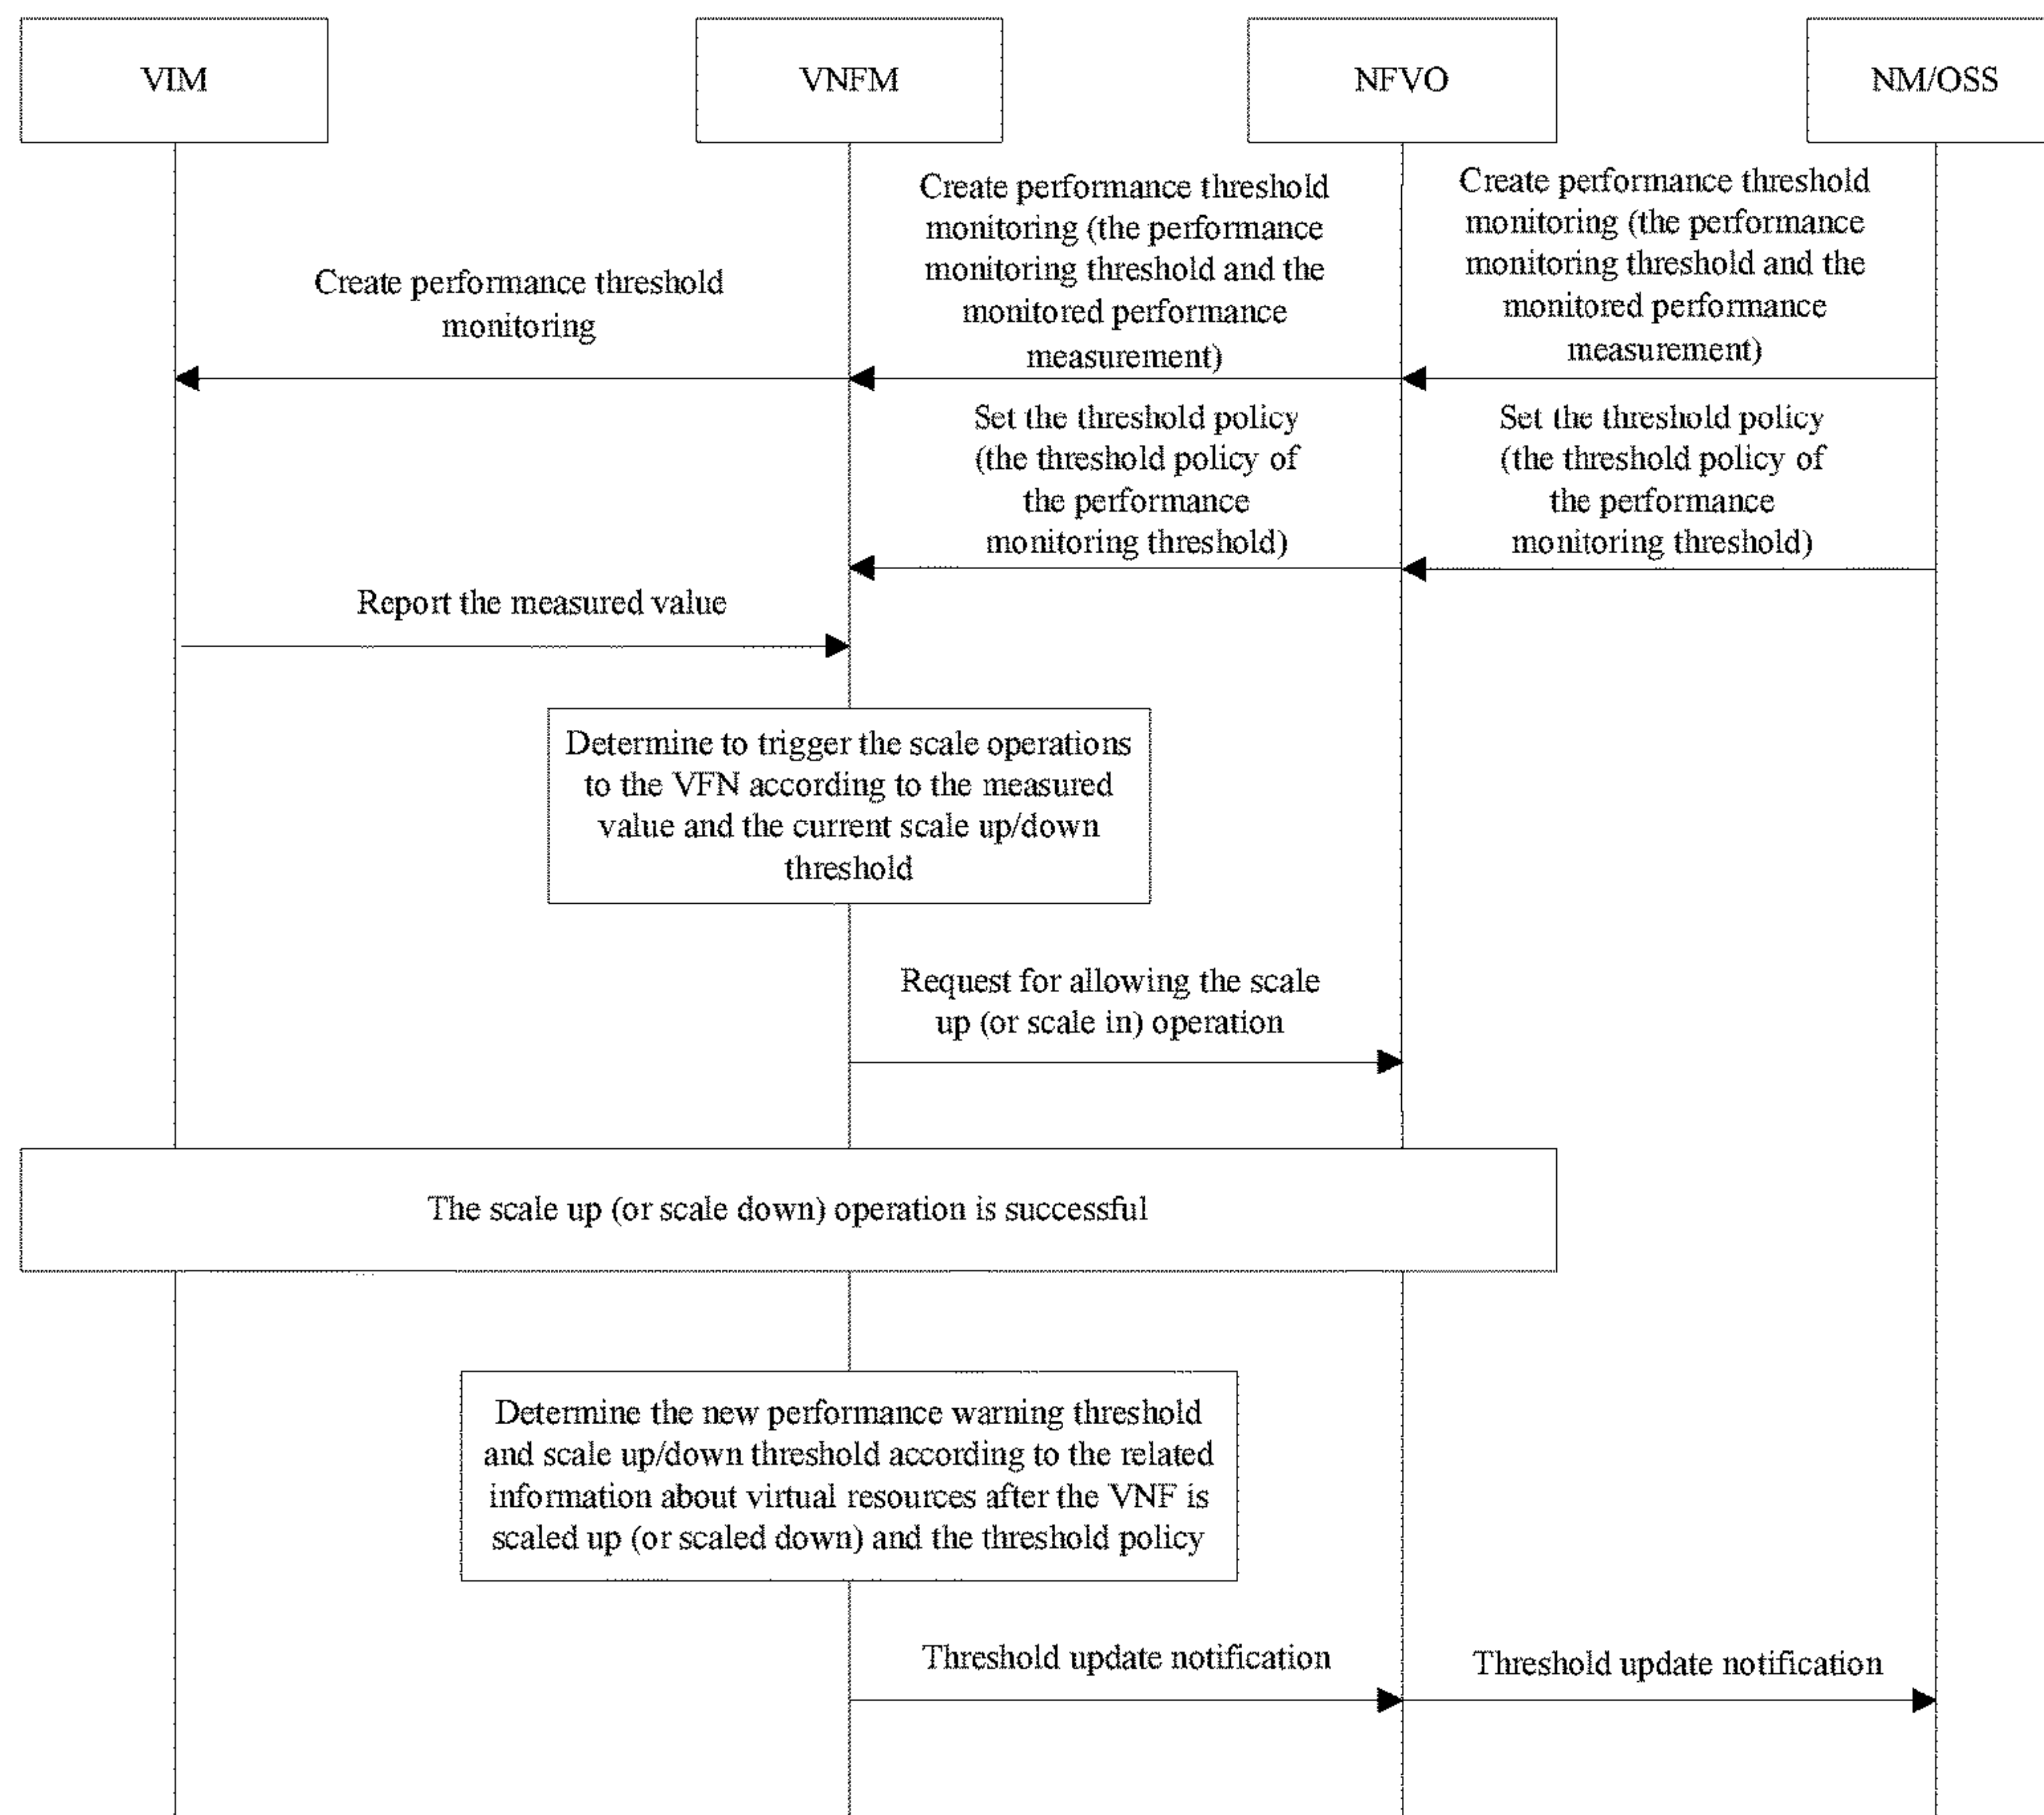 VIM
VNFM
NFVO
NM/OSS
Create performance threshold
monitoring
Create performance threshold
monitoring (the performance
monitoring threshold and the
monitored performance
measurement)
Create performance threshold
monitoring (the performance
monitoring threshold and the
monitored performance
measurement)
Set the threshold policy
(the threshold policy of
the performance
monitoring threshold)
Set the threshold policy
(the threshold policy of
the performance
monitoring threshold)
Report the measured value
Determine to trigger the scale operations
to the VFN according to the measured
value and the current scale up/down
threshold
Request for allowing the scale
up (or scale in) operation
The scale up (or scale down) operation is successful
Determine the new performance warning threshold
and scale up/down threshold according to the related
information about virtual resources after the VNF is
scaled up (or scaled down) and the threshold policy
Threshold update notification
Threshold update notification